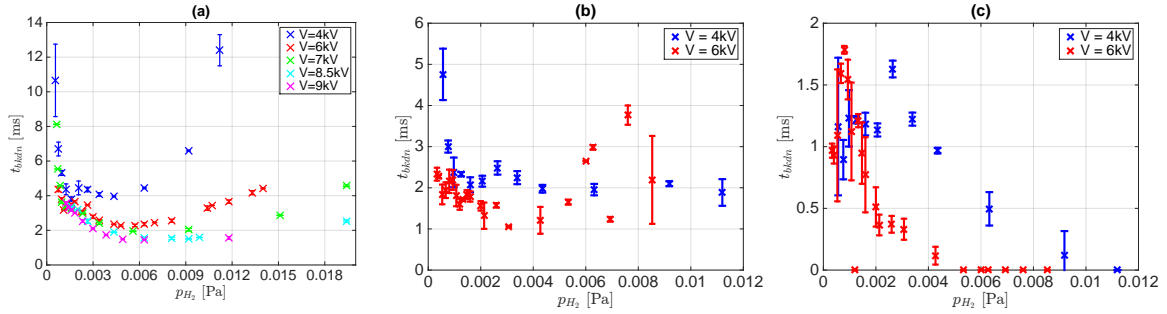 (a)
14
12
10
8
6
4
2
0
t_bkdn [ms]
V=4kV
V=6kV
V=7kV
V=8.5kV
V=9kV
0.003 0.006 0.009 0.012 0.015 0.018
p_H₂ [Pa]
(b)
6
5
4
3
2
1
0
t_bkdn [ms]
V = 4kV
V = 6kV
0 0.002 0.004 0.006 0.008 0.01 0.012
p_H₂ [Pa]
(c)
2
1.5
1
0.5
0
t_bkdn [ms]
V = 4kV
V = 6kV
0 0.002 0.004 0.006 0.008 0.01 0.012
p_H₂ [Pa]